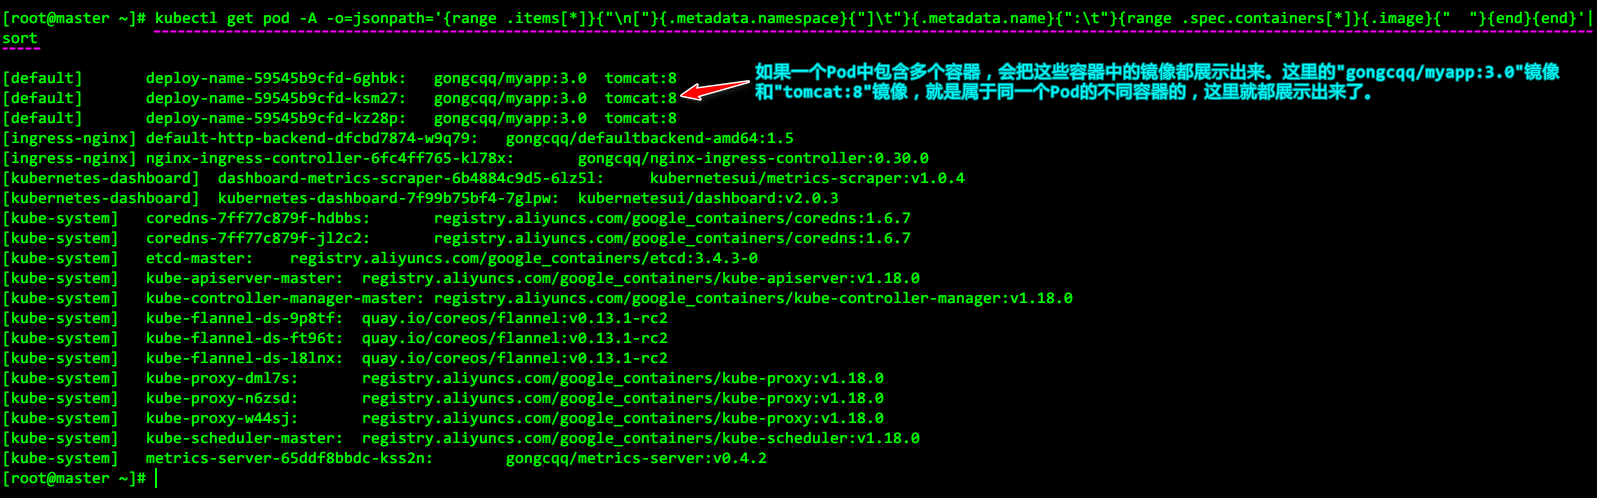 [root@master ~]# kubectl get pod -A -o=jsonpath='{range .items[*]}{"\n["}{.metadata.namespace}{"]\t"}{.metadata.name}{":\t"}{range .spec.containers[*]}{.image}{"  "}{end}{end}'|
sort
[default]	deploy-name-59545b9cfd-6ghbk:	gongcqq/myapp:3.0  tomcat:8
如果一个Pod中包含多个容器，会把这些容器中的镜像都展示出来。这里的"gongcqq/myapp:3.0"镜像
和"tomcat:8"镜像，就是属于同一个Pod的不同容器的，这里就都展示出来了。
[default]	deploy-name-59545b9cfd-ksm27:	gongcqq/myapp:3.0  tomcat:8
[default]	deploy-name-59545b9cfd-kz28p:	gongcqq/myapp:3.0  tomcat:8
[ingress-nginx]	default-http-backend-dfcbd7874-w9q79:	gongcqq/defaultbackend-amd64:1.5
[ingress-nginx]	nginx-ingress-controller-6fc4ff765-kl78x:	gongcqq/nginx-ingress-controller:0.30.0
[kubernetes-dashboard]	dashboard-metrics-scraper-6b4884c9d5-6lz5l:	kubernetesui/metrics-scraper:v1.0.4
[kubernetes-dashboard]	kubernetes-dashboard-7f99b75bf4-7glpw:	kubernetesui/dashboard:v2.0.3
[kube-system]	coredns-7ff77c879f-hdbbs:	registry.aliyuncs.com/google_containers/coredns:1.6.7
[kube-system]	coredns-7ff77c879f-jl2c2:	registry.aliyuncs.com/google_containers/coredns:1.6.7
[kube-system]	etcd-master:	registry.aliyuncs.com/google_containers/etcd:3.4.3-0
[kube-system]	kube-apiserver-master:	registry.aliyuncs.com/google_containers/kube-apiserver:v1.18.0
[kube-system]	kube-controller-manager-master:	registry.aliyuncs.com/google_containers/kube-controller-manager:v1.18.0
[kube-system]	kube-flannel-ds-9p8tf:	quay.io/coreos/flannel:v0.13.1-rc2
[kube-system]	kube-flannel-ds-ft96t:	quay.io/coreos/flannel:v0.13.1-rc2
[kube-system]	kube-flannel-ds-l8lnx:	quay.io/coreos/flannel:v0.13.1-rc2
[kube-system]	kube-proxy-dml7s:	registry.aliyuncs.com/google_containers/kube-proxy:v1.18.0
[kube-system]	kube-proxy-n6zsd:	registry.aliyuncs.com/google_containers/kube-proxy:v1.18.0
[kube-system]	kube-proxy-w44sj:	registry.aliyuncs.com/google_containers/kube-proxy:v1.18.0
[kube-system]	kube-scheduler-master:	registry.aliyuncs.com/google_containers/kube-scheduler:v1.18.0
[kube-system]	metrics-server-65ddf8bbdc-kss2n:	gongcqq/metrics-server:v0.4.2
[root@master ~]#